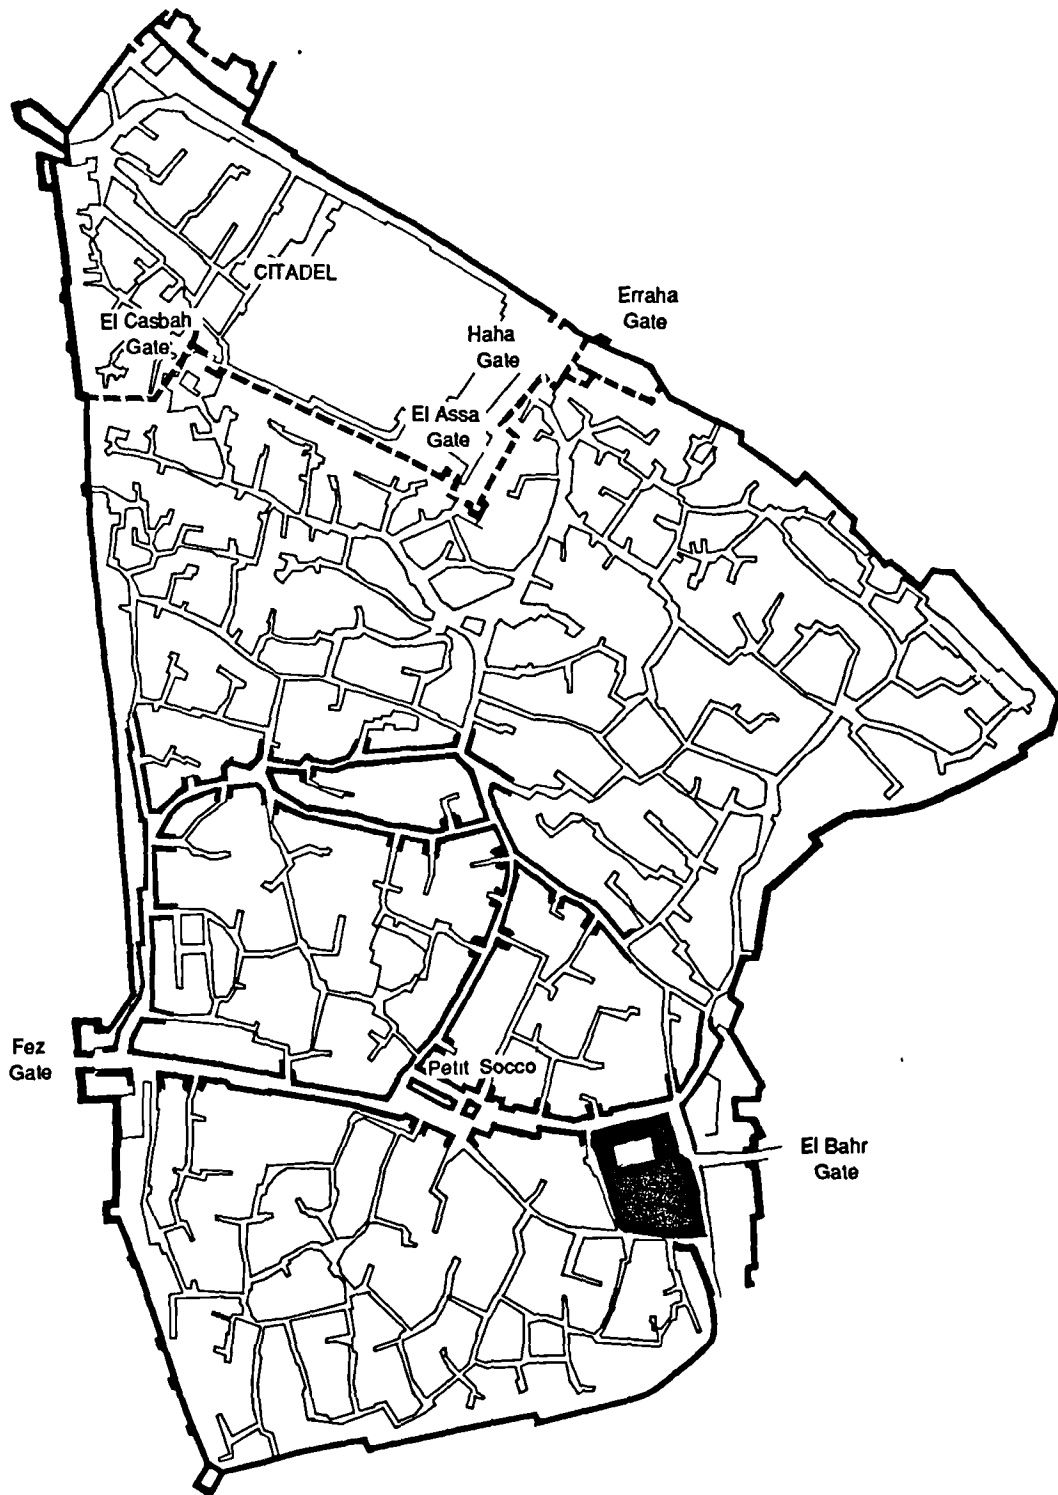 CITADEL
Erraha
Gate
El Casbah
Gate
Haha
Gate
El Assa
Gate
Fez
Gate
Petit Socco
El Bahr
Gate